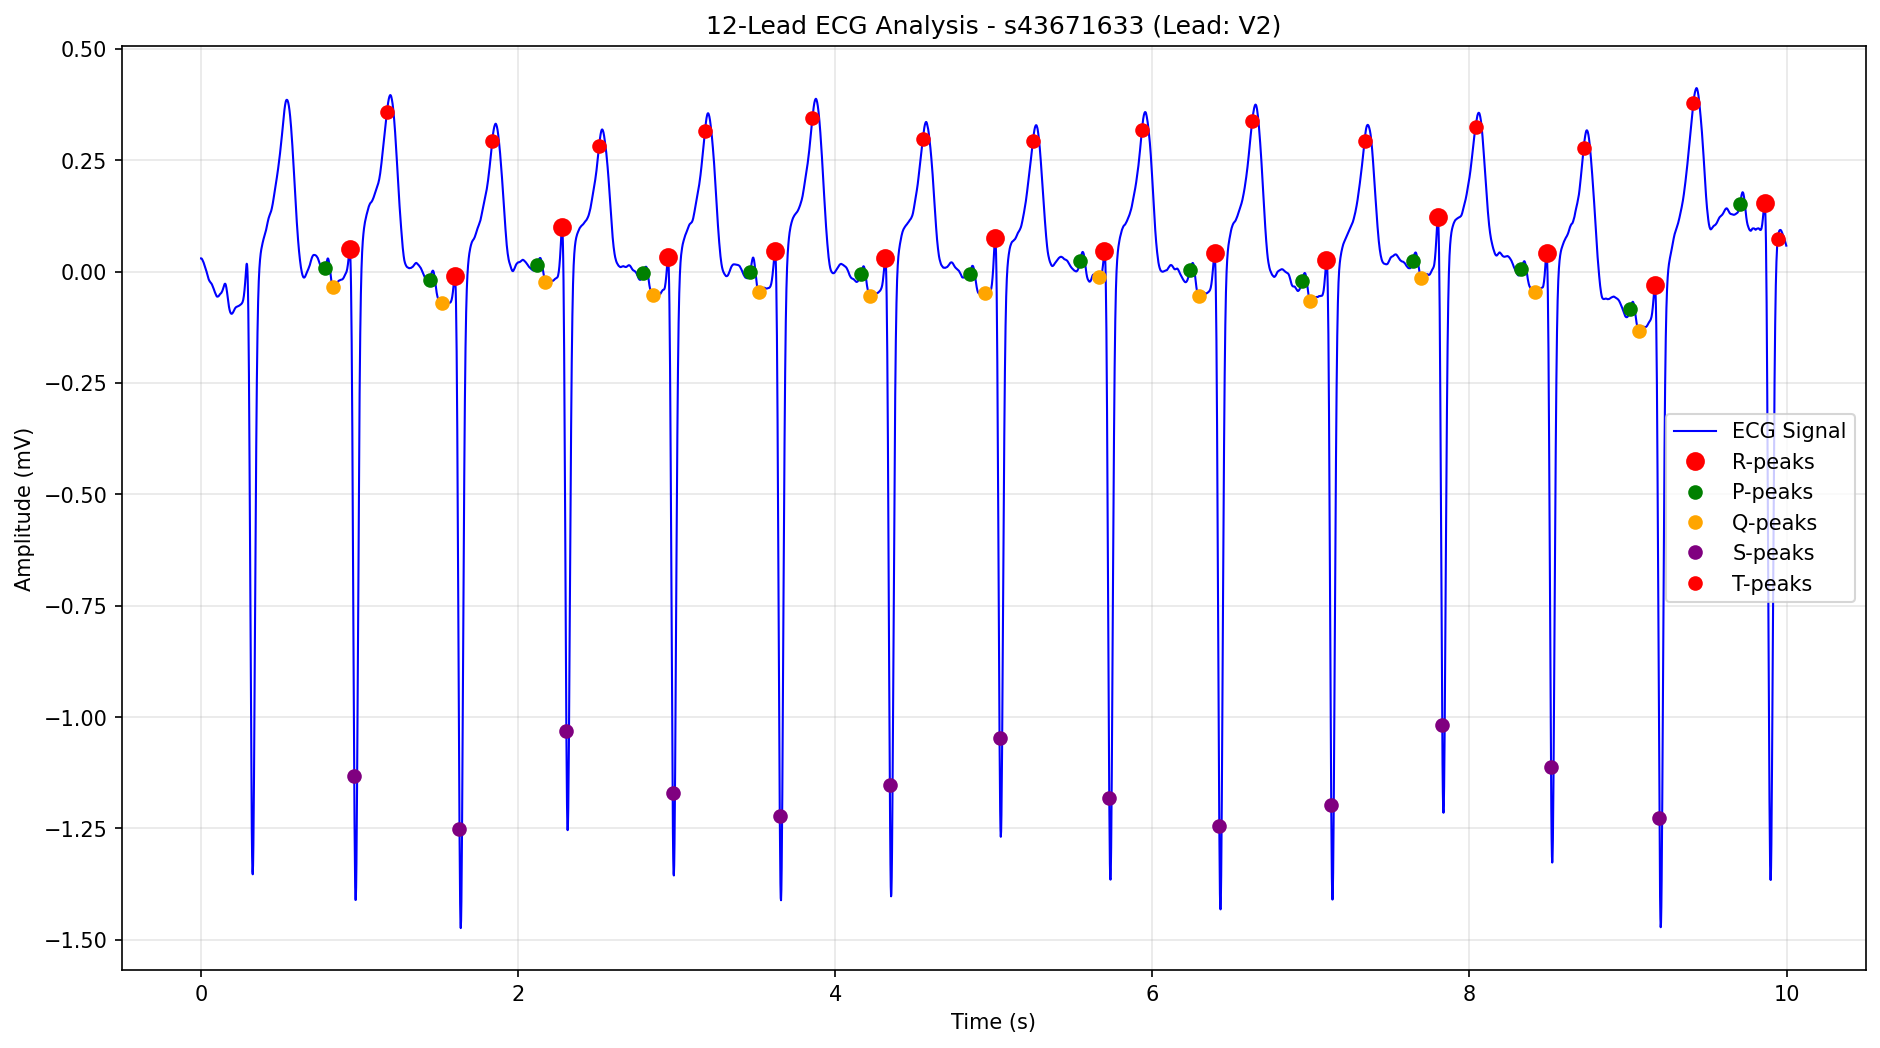 12-Lead ECG Analysis - s43671633 (Lead: V2)
Amplitude (mV)
0.50
0.25
0.00
−0.25
−0.50
−0.75
−1.00
−1.25
−1.50
ECG Signal
R-peaks
P-peaks
Q-peaks
S-peaks
T-peaks
0 2 4 6 8 10
Time (s)